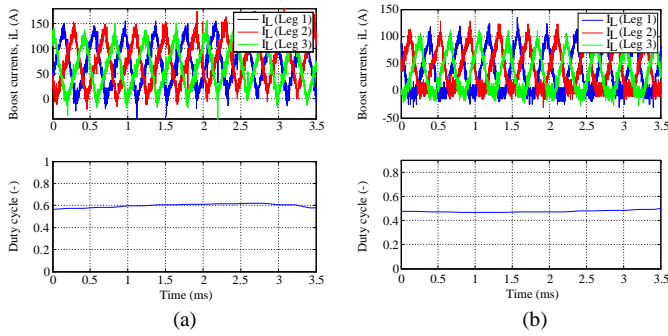 Boost currents, iL (A)
150
100
50
0
I_L (Leg 1)
I_L (Leg 2)
I_L (Leg 3)
0 0.5 1 1.5 2 2.5 3 3.5
Duty cycle (-)
1
0.8
0.6
0.4
0.2
0
0 0.5 1 1.5 2 2.5 3 3.5
Time (ms)
(a)
Boost currents, iL (A)
150
100
50
0
-50
I_L (Leg 1)
I_L (Leg 2)
I_L (Leg 3)
0 0.5 1 1.5 2 2.5 3 3.5
Duty cycle (-)
0.8
0.6
0.4
0.2
0
0 0.5 1 1.5 2 2.5 3 3.5
Time (ms)
(b)